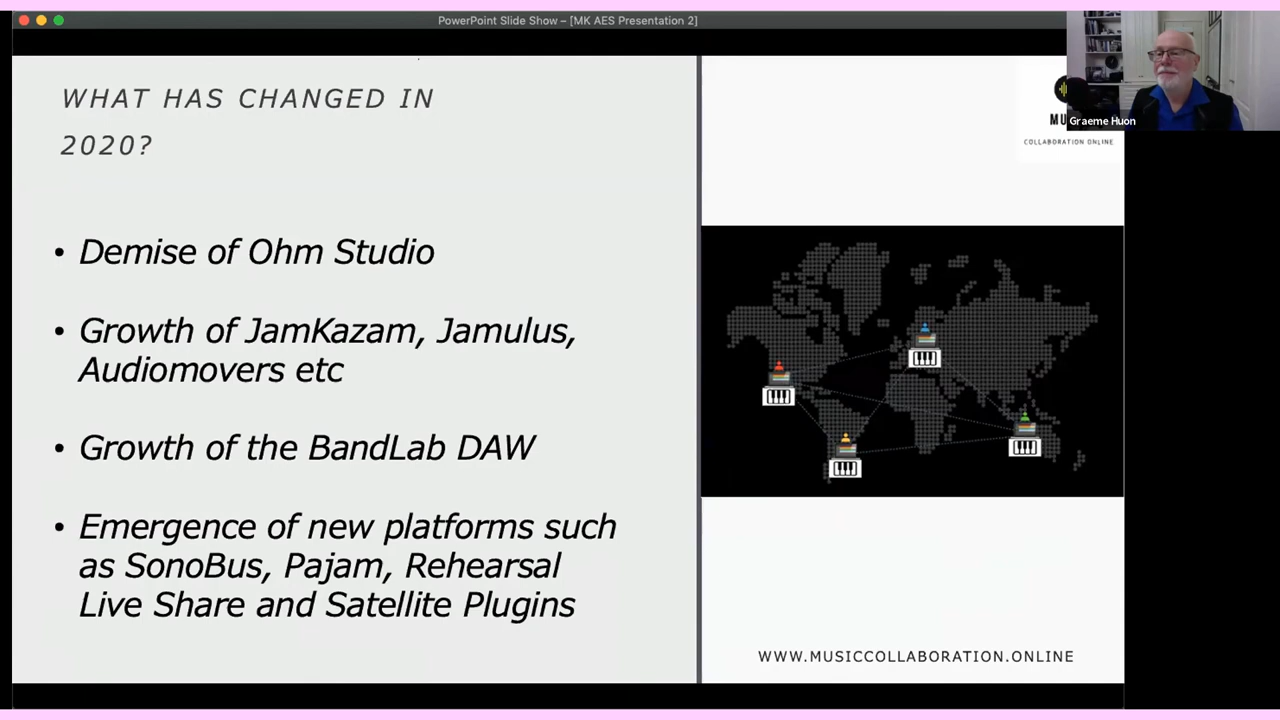 PowerPoint Slide Show – [MK AES Presentation 2]
WHAT HAS CHANGED IN
2020?
• Demise of Ohm Studio
• Growth of JamKazam, Jamulus,
Audiomovers etc
• Growth of the BandLab DAW
• Emergence of new platforms such
as SonoBus, Pajam, Rehearsal
Live Share and Satellite Plugins
Graeme Huon
COLLABORATION ONLINE
WWW.MUSICCOLLABORATION.ONLINE